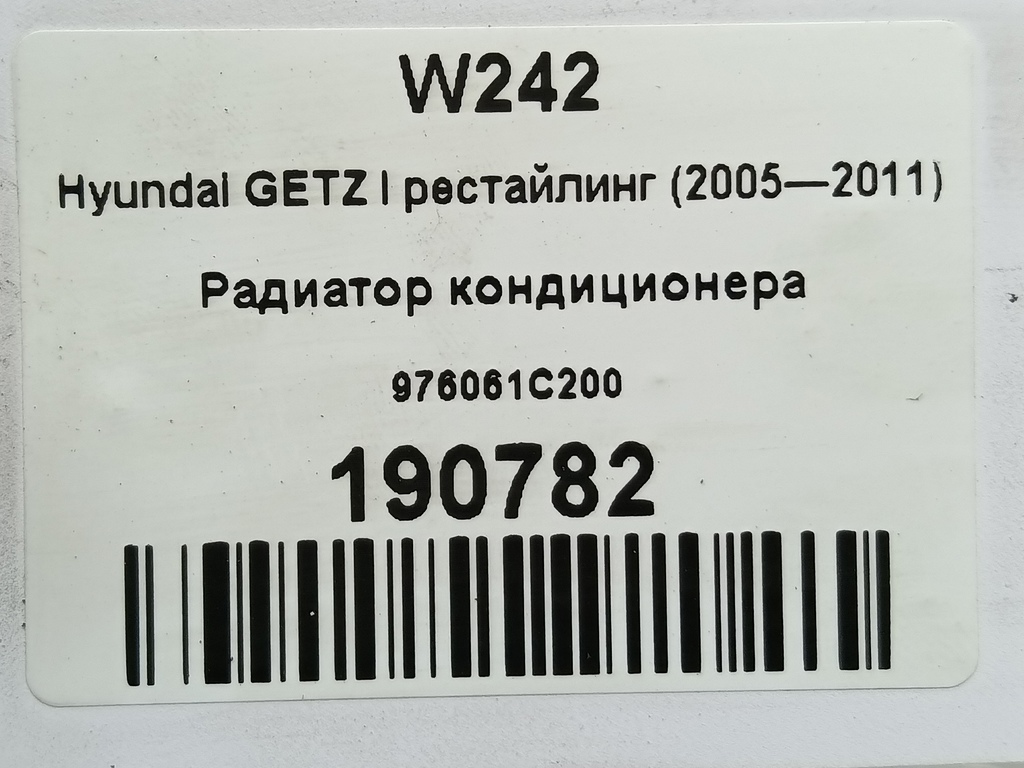 W242
Hyundai GETZ I рестайлинг (2005—2011)
Радиатор кондиционера
976061C200
190782